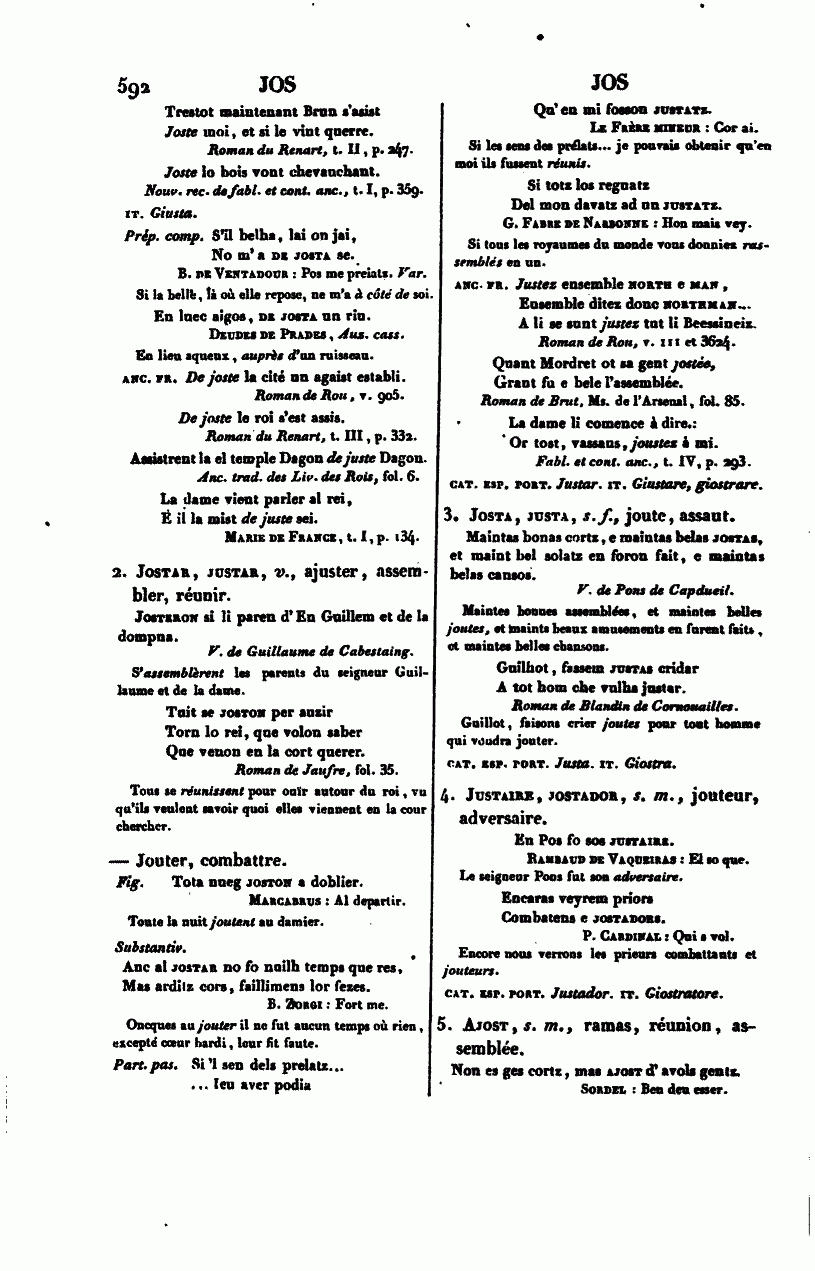 592 JOS
Trestot maintenant Brun s'asist
Joste moi, et si le vint querre.
Roman du Renart, t. II, p. 247.
Joste lo bois vont chevauchant.
Nouv. rec. de fabl. et cont. anc., t. I, p. 359.
IT. Giusta.
Prép. comp. S'il belha, lai on jai,
No m'a DE JOSTA se.
B. DE VENTADOUR : Pos me preiatz. Var.
Si la belle, là où elle repose, ne m'a à côté de soi.
En luec aigos, DE JOSTA un riu.
DEUDES DE PRADES, Aus. cass.
En lieu aqueux, auprès d'un ruisseau.
ANC. FR. De joste la cité un agaist establi.
Roman de Rou, v. 905.
De joste le roi s'est assis.
Roman du Renart, t. III, p. 332.
Assistrent la el temple Dagon de juste Dagon.
Anc. trad. des Liv. des Rois, fol. 6.
La dame vient parler al rei,
É il la mist de juste sei.
MARIE DE FRANCE, t. I, p. 134.
2. JOSTAR, JUSTAR, v., ajuster, assem-
bler, réunir.
JOSTERON si li paren d'En Guillem et de la
dompna.
V. de Guillaume de Cabestaing.
S'assemblèrent les parents du seigneur Guil-
laume et de la dame.
Tuit se JOSTON per auzir
Torn lo rei, que volon saber
Que venon en la cort querer.
Roman de Jaufre, fol. 35.
Tous se réunissent pour ouïr autour du roi, vu
qu'ils veulent savoir quoi elles viennent en la cour
chercher.
— Jouter, combattre.
Fig. Tota nueg JOSTON a doblier.
MARCABRUS : Al departir.
Toute la nuit joutent au damier.
Substantiv.
Anc al JOSTAR no fo nuilh temps que res,
Mas arditz cors, faillimens lor fezes.
B. ZORGI : Fort me.
Oncques au jouter il ne fut aucun temps où rien,
excepté cœur hardi, leur fit faute.
Part. pas. Si 'l sen dels prelatz...
... Ieu aver podia
JOS
Qu'en mi fosson JUSTATZ.
LE FRÈRE MINEUR : Cor ai.
Si les sens des prélats... je pouvais obtenir qu'en
moi ils fussent réunis.
Si totz los regnatz
Del mon davatz ad un JUSTATZ.
G. FABRE DE NARBONNE : Hon mais vey.
Si tous les royaumes du monde vous donniez ras-
semblés en un.
ANC. FR. Justez ensemble NORTH e MAN,
Ensemble ditez donc NORTHMAN...
A li se sunt justez tut li Beessineiz.
Roman de Rou, v. 111 et 3624.
Quant Mordret ot sa gent jostée,
Grant fu e bele l'assemblée.
Roman de Brut, Ms. de l'Arsenal, fol. 85.
La dame li comence à dire.:
Or tost, vassaus, joustez à mi.
Fabl. et cont. anc., t. IV, p. 293.
CAT. ESP. PORT. Justar. IT. Giustare, giostrare.
3. JOSTA, JUSTA, s. f., joute, assaut.
Maintas bonas cortz, e maintas belas JOSTAS,
et maint bel solatz en foron fait, e maintas
belas cansos.
V. de Pons de Capdueil.
Maintes bonnes assemblées, et maintes belles
joutes, et maints beaux amusements en furent faits,
et maintes belles chansons.
Guilhot, fassem JUSTAS cridar
A tot hom che vulha justar.
Roman de Blandin de Cornouailles.
Guillot, faisons crier joutes pour tout homme
qui voudra jouter.
CAT. ESP. PORT. Justa. IT. Giostra.
4. JUSTAIRE, JOSTADOR, s. m., jouteur,
adversaire.
En Pos fo sos JUSTAIRE.
RAMBAUD DE VAQUEIRAS : El so que.
Le seigneur Pons fut son adversaire.
Encaras veyrem priors
Combatens e JOSTADORS.
P. CARDINAL : Qui s vol.
Encore nous verrons les prieurs combattants et
jouteurs.
CAT. ESP. PORT. Justador. IT. Giostratore.
5. AJOST, s. m., ramas, réunion, as-
semblée.
Non es ges cortz, mas AJOST d'avols gentz.
SORDEL : Ben deu esser.